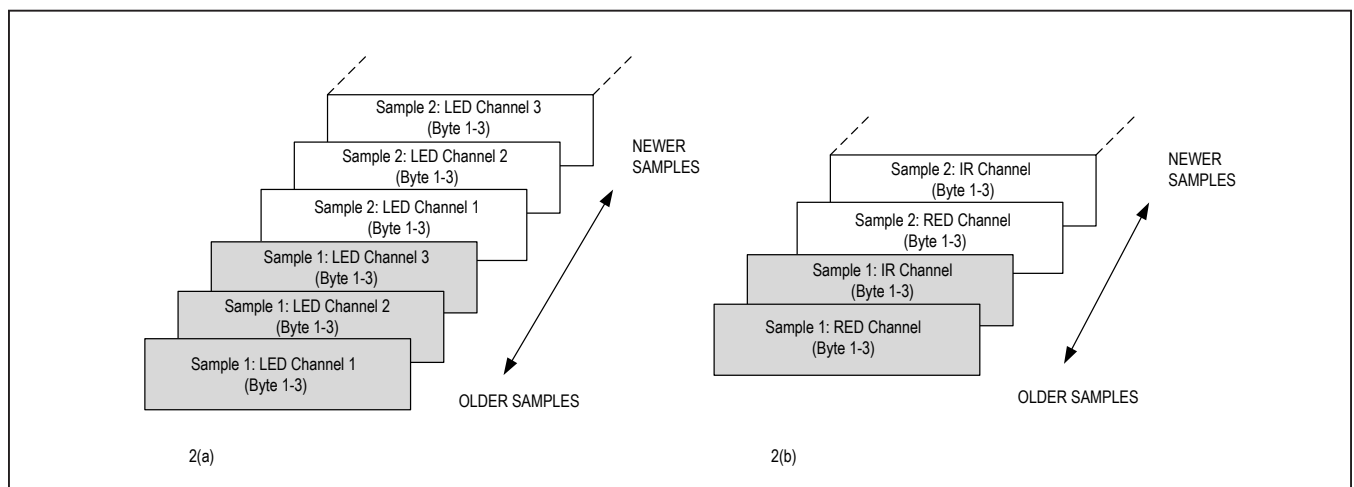 Sample 2: LED Channel 3
(Byte 1-3)
Sample 2: LED Channel 2
(Byte 1-3)
Sample 2: LED Channel 1
(Byte 1-3)
Sample 1: LED Channel 3
(Byte 1-3)
Sample 1: LED Channel 2
(Byte 1-3)
Sample 1: LED Channel 1
(Byte 1-3)
NEWER
SAMPLES
OLDER SAMPLES
2(a)
Sample 2: IR Channel
(Byte 1-3)
Sample 2: RED Channel
(Byte 1-3)
Sample 1: IR Channel
(Byte 1-3)
Sample 1: RED Channel
(Byte 1-3)
NEWER
SAMPLES
OLDER SAMPLES
2(b)